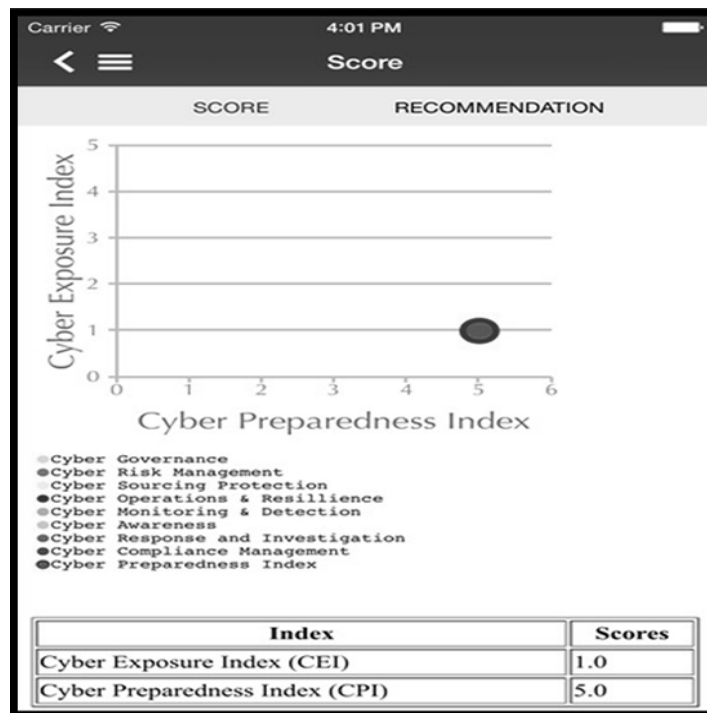 Carrier 4:01 PM
Score
SCORE RECOMMENDATION
5
4
3
2
1
0
Cyber Exposure Index
0 1 2 3 4 5 6
Cyber Preparedness Index
Cyber Governance
Cyber Risk Management
Cyber Sourcing Protection
Cyber Operations & Resillience
Cyber Monitoring & Detection
Cyber Awareness
Cyber Response and Investigation
Cyber Compliance Management
Cyber Preparedness Index
Index Scores
Cyber Exposure Index (CEI) 1.0
Cyber Preparedness Index (CPI) 5.0